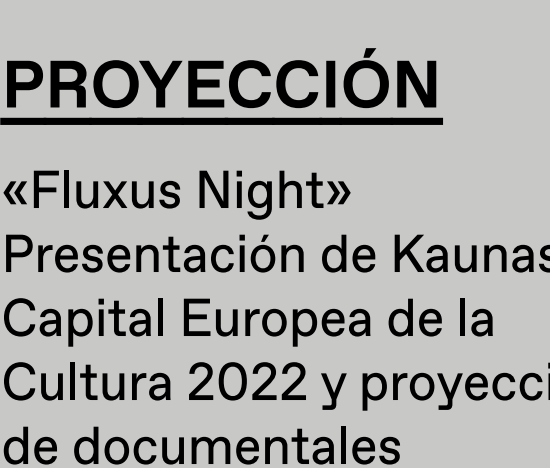 PROYECCIÓN
«Fluxus Night»
Presentación de Kaunas
Capital Europea de la
Cultura 2022 y proyecci
de documentales